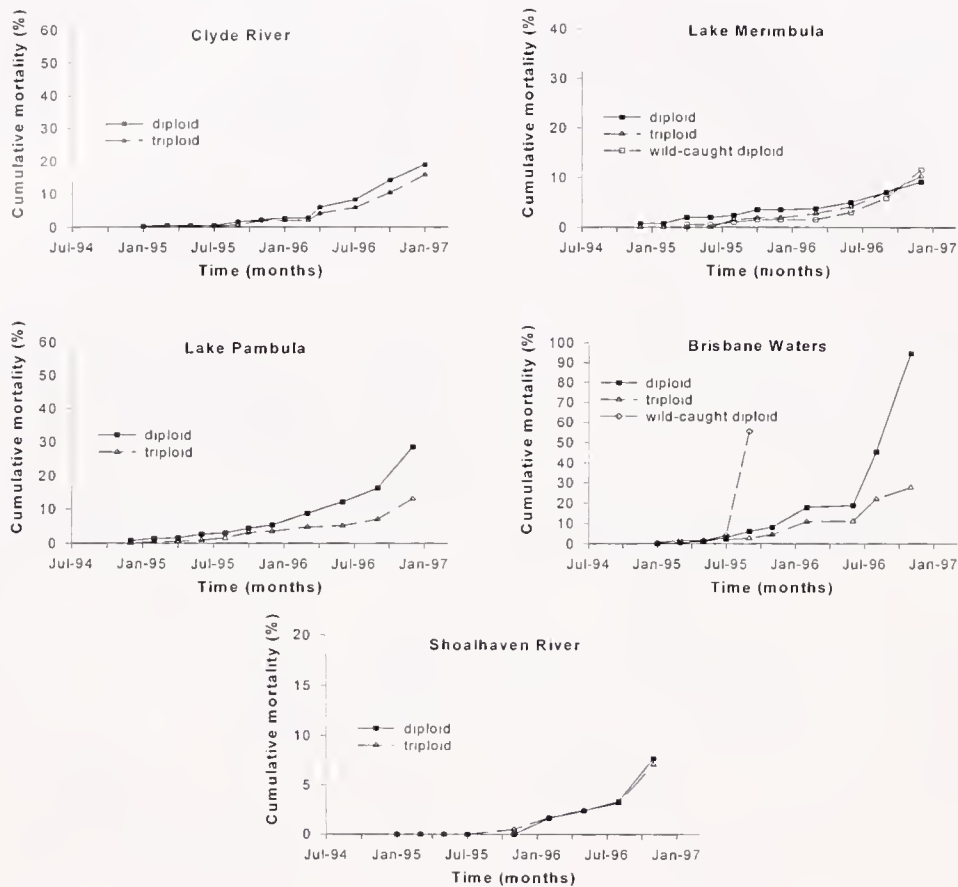 Clyde River
Cumulative mortality (%)
60
50
40
30
20
10
0
diploid
triploid
Jul-94 Jan-95 Jul-95 Jan-96 Jul-96 Jan-97
Time (months)
Lake Merimbula
Cumulative mortality (%)
40
30
20
10
0
diploid
triploid
wild-caught diploid
Jul-94 Jan-95 Jul-95 Jan-96 Jul-96 Jan-97
Time (months)
Lake Pambula
Cumulative mortality (%)
60
50
40
30
20
10
0
diploid
triploid
Jul-94 Jan-95 Jul-95 Jan-96 Jul-96 Jan-97
Time (months)
Brisbane Waters
Cumulative mortality (%)
100
90
80
70
60
50
40
30
20
10
0
diploid
triploid
wild-caught diploid
Jul-94 Jan-95 Jul-95 Jan-96 Jul-96 Jan-97
Time (months)
Shoalhaven River
Cumulative mortality (%)
20
15
10
5
0
diploid
triploid
Jul-94 Jan-95 Jul-95 Jan-96 Jul-96 Jan-97
Time (months)